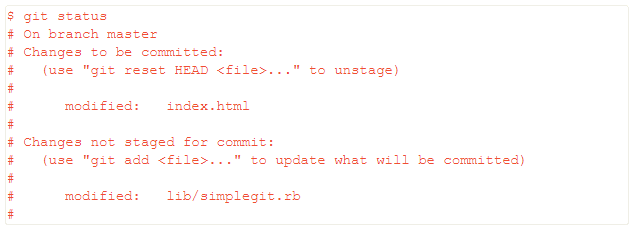 $ git status
# On branch master
# Changes to be committed:
#   (use "git reset HEAD <file>..." to unstage)
#
#      modified:   index.html
#
# Changes not staged for commit:
#   (use "git add <file>..." to update what will be committed)
#
#      modified:   lib/simplegit.rb
#